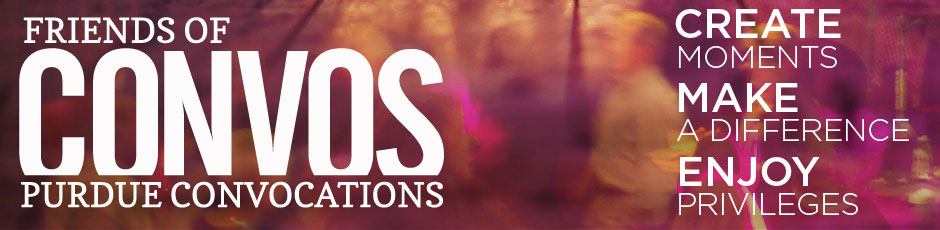 FRIENDS OF
CONVOS
PURDUE CONVOCATIONS
CREATE
MOMENTS
MAKE
A DIFFERENCE
ENJOY
PRIVILEGES